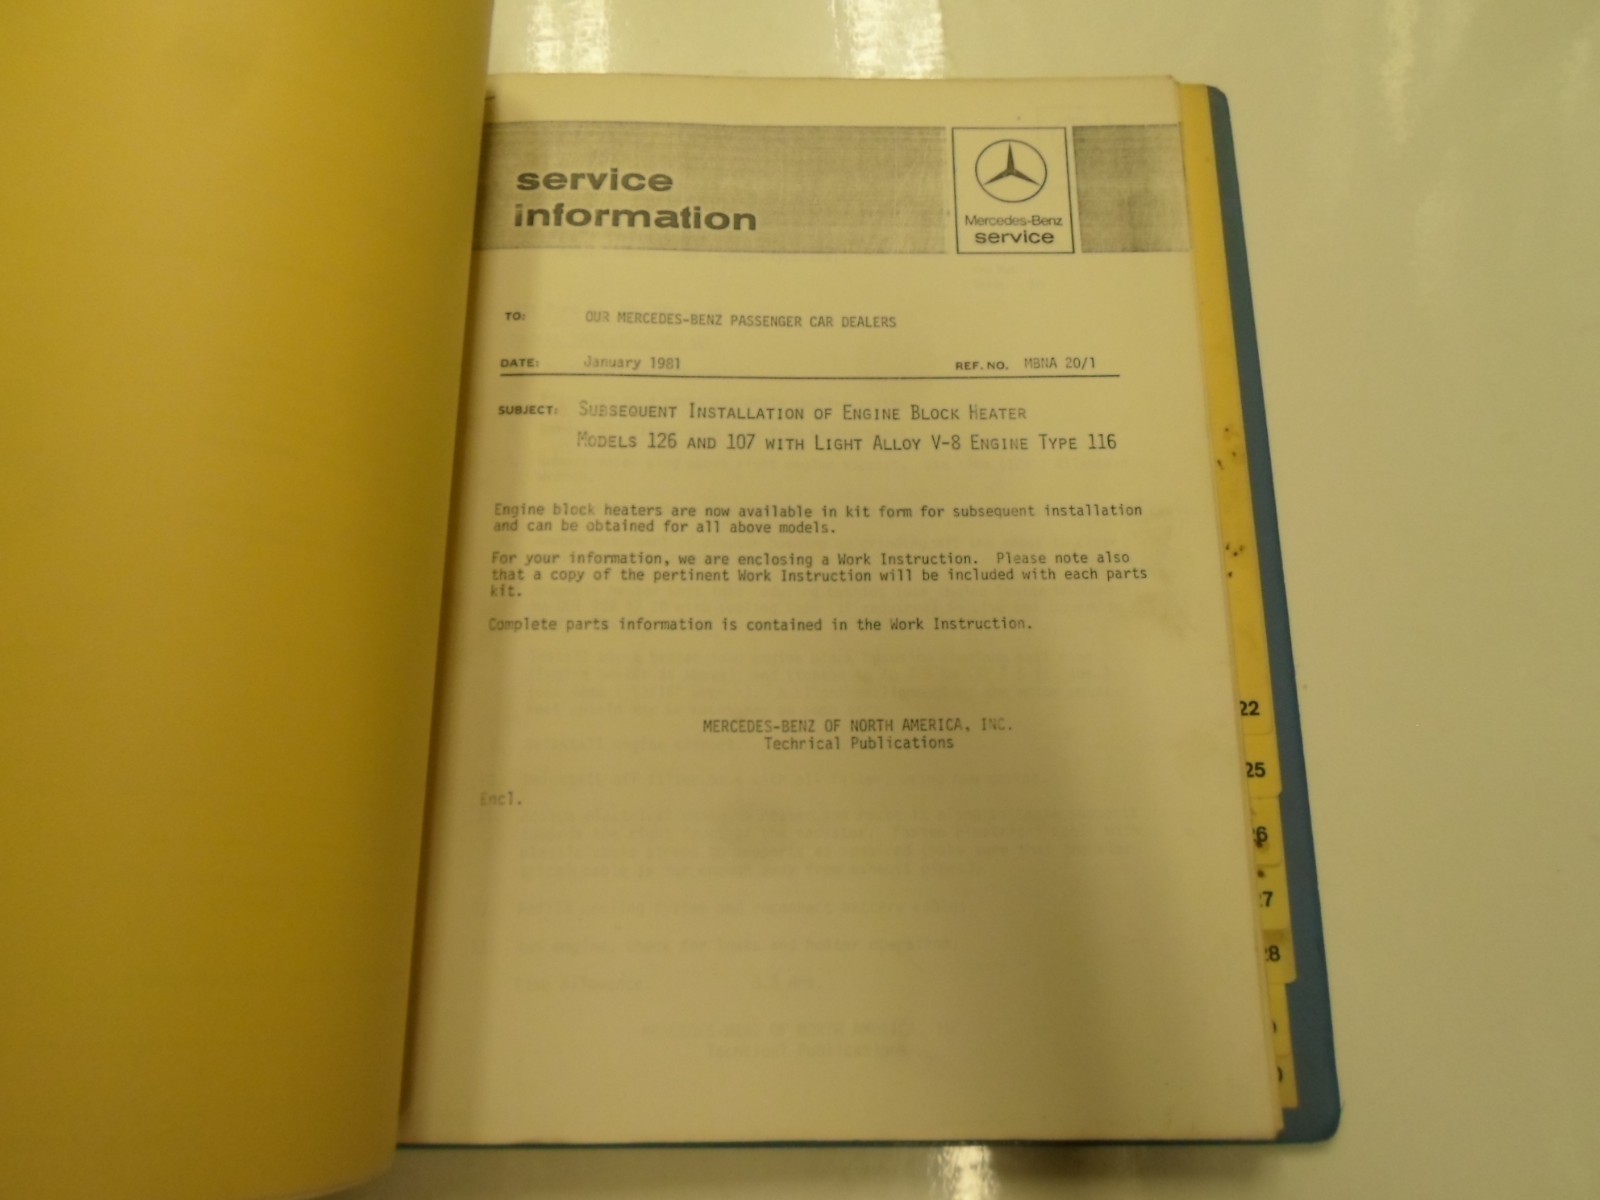 service
information
Mercedes-Benz
service
TO: OUR MERCEDES-BENZ PASSENGER CAR DEALERS
DATE: January 1981 REF. NO. MBNA 20/1
SUBJECT: SUBSEQUENT INSTALLATION OF ENGINE BLOCK HEATER
MODELS 126 AND 107 WITH LIGHT ALLOY V-8 ENGINE TYPE 116
Engine block heaters are now available in kit form for subsequent installation
and can be obtained for all above models.
For your information, we are enclosing a Work Instruction. Please note also
that a copy of the pertinent Work Instruction will be included with each parts
kit.
Complete parts information is contained in the Work Instruction.
MERCEDES-BENZ OF NORTH AMERICA, INC.
Technical Publications
Encl.
22
25
26
27
28